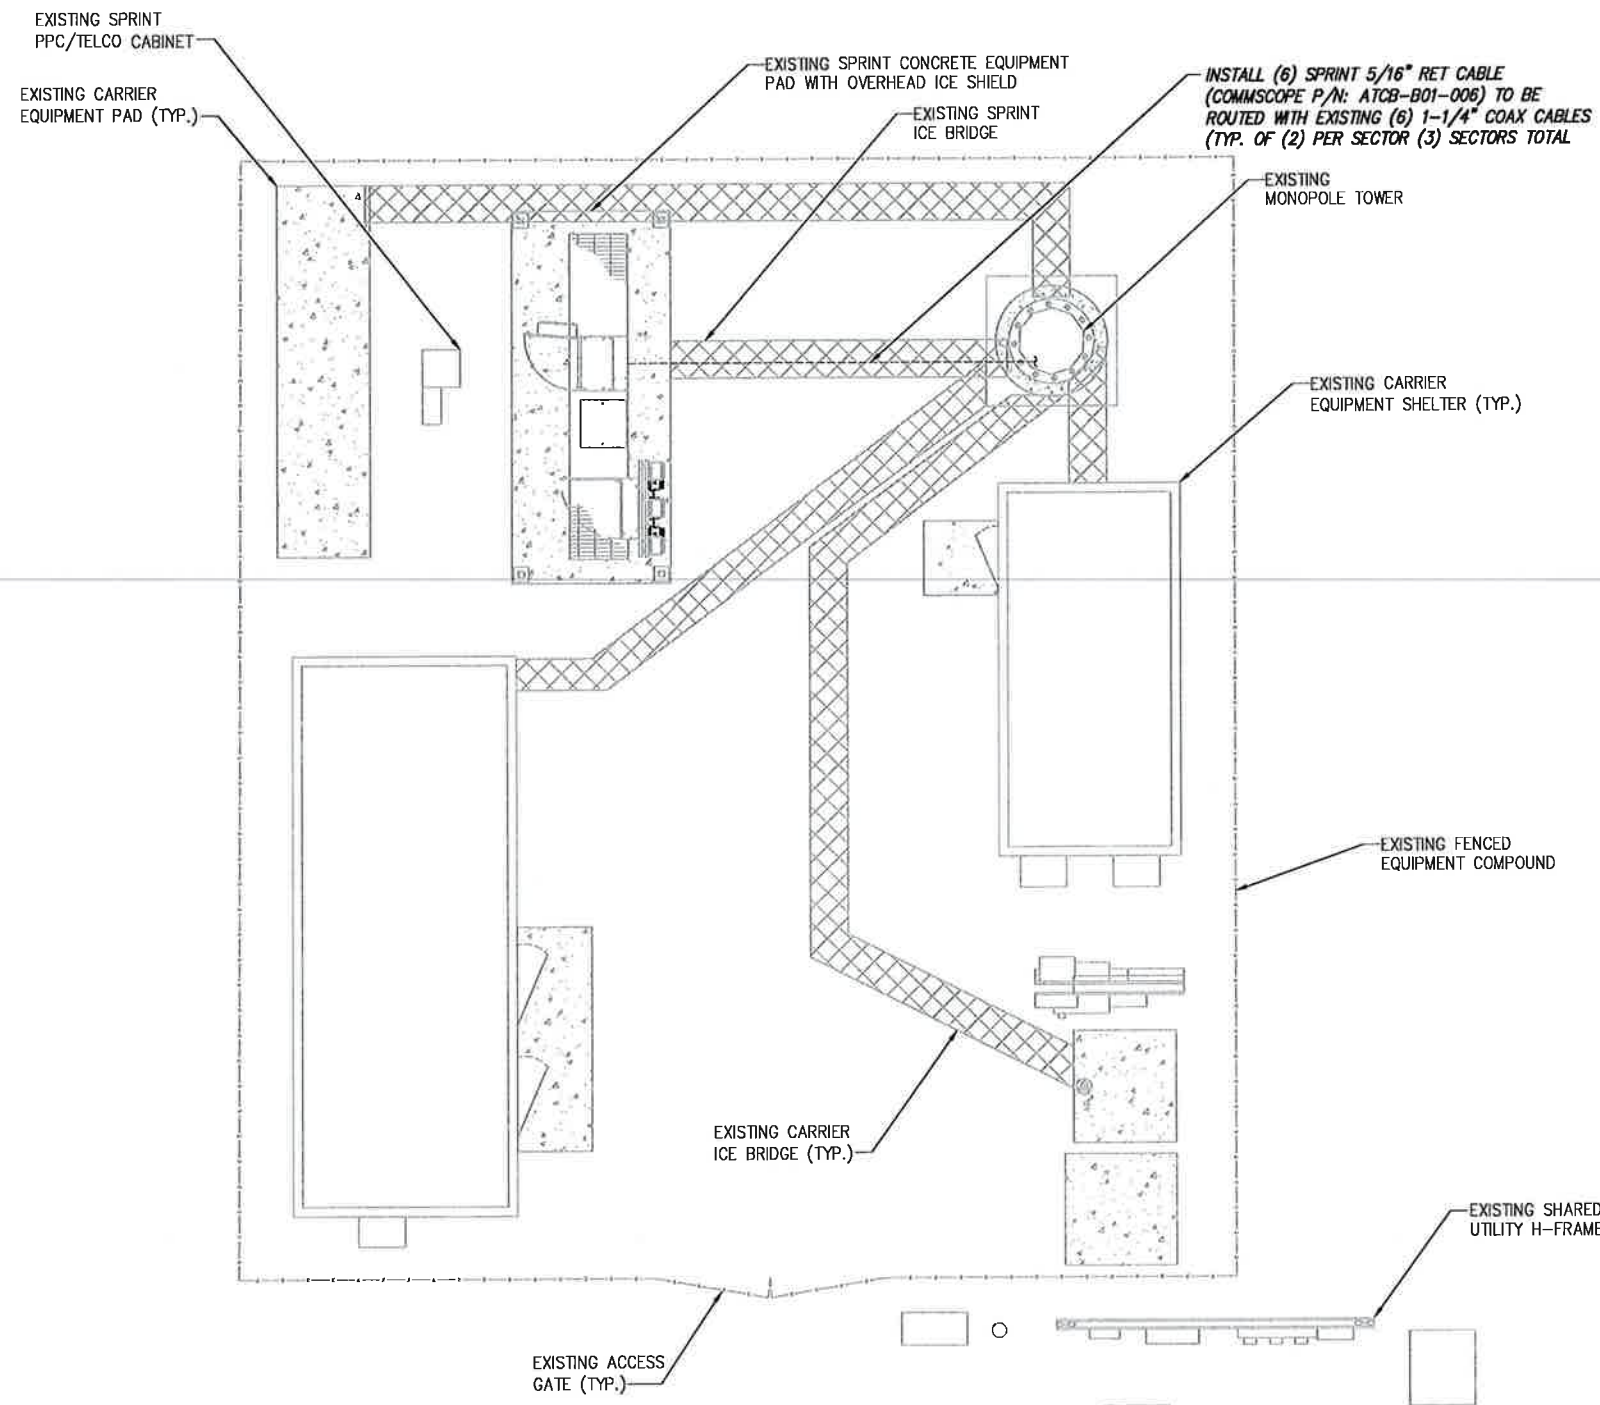 EXISTING SPRINT
PPC/TELCO CABINET
EXISTING CARRIER
EQUIPMENT PAD (TYP.)
EXISTING SPRINT CONCRETE EQUIPMENT
PAD WITH OVERHEAD ICE SHIELD
EXISTING SPRINT
ICE BRIDGE
INSTALL (6) SPRINT 5/16" RET CABLE
(COMMSCOPE P/N: ATCB-B01-006) TO BE
ROUTED WITH EXISTING (6) 1-1/4" COAX CABLES
(TYP. OF (2) PER SECTOR (3) SECTORS TOTAL
EXISTING
MONOPOLE TOWER
EXISTING CARRIER
EQUIPMENT SHELTER (TYP.)
EXISTING FENCED
EQUIPMENT COMPOUND
EXISTING CARRIER
ICE BRIDGE (TYP.)
EXISTING SHARED
UTILITY H-FRAME
EXISTING ACCESS
GATE (TYP.)